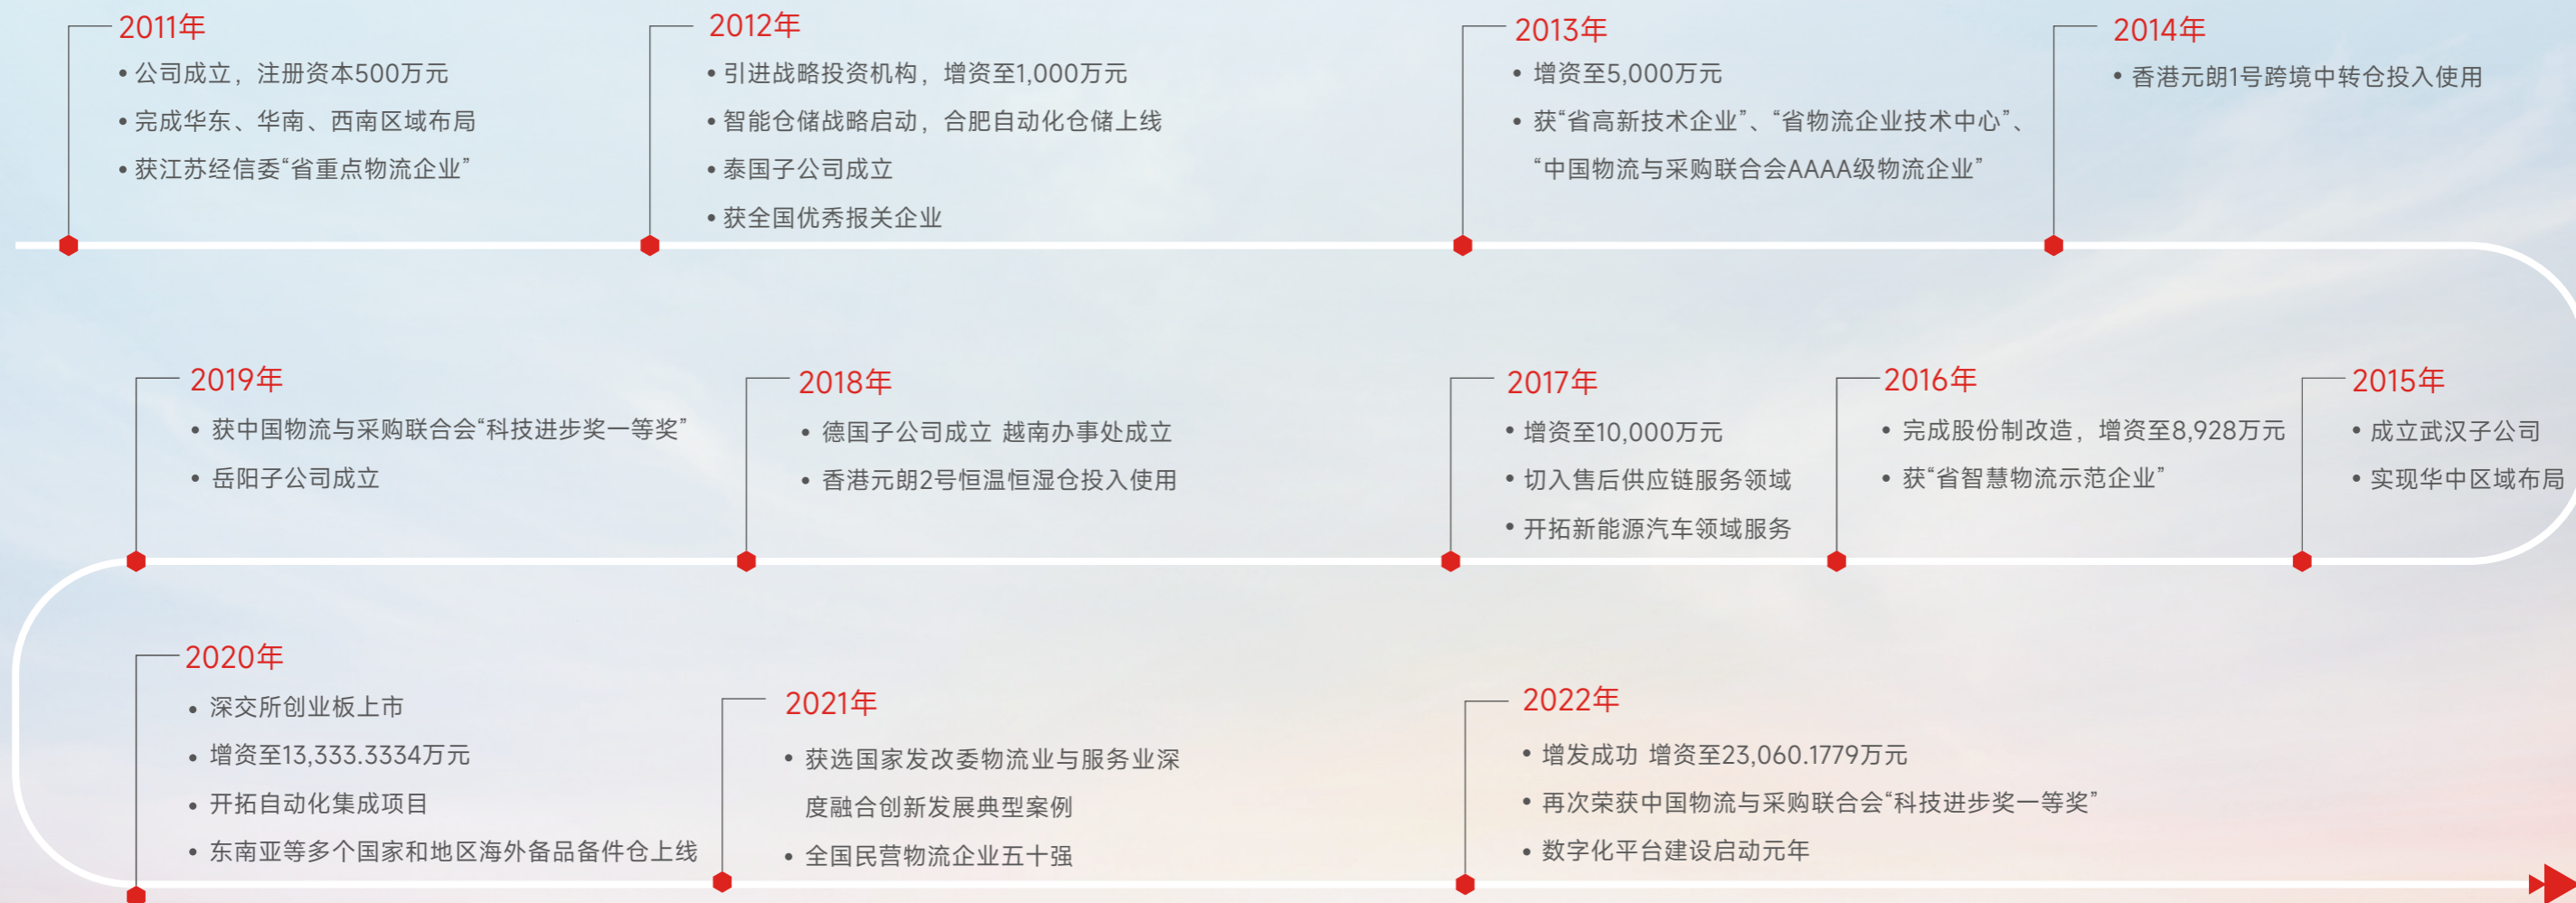 2011年
•公司成立，注册资本500万元
•完成华东、华南、西南区域布局
•获江苏经信委“省重点物流企业”
2012年
•引进战略投资机构，增资至1,000万元
•智能仓储战略启动，合肥自动化仓储上线
•泰国子公司成立
•获全国优秀报关企业
2013年
• 增资至5,000万元
• 获“省高新技术企业”、“省物流企业技术中心”、
“中国物流与采购联合会AAAA级物流企业”
2014年
• 香港元朗1号跨境中转仓投入使用
2015年
• 成立武汉子公司
• 实现华中区域布局
2016年
• 完成股份制改造，增资至8,928万元
• 获“省智慧物流示范企业”
2017年
• 增资至10,000万元
• 切入售后供应链服务领域
• 开拓新能源汽车领域服务
2018年
• 德国子公司成立 越南办事处成立
• 香港元朗2号恒温恒湿仓投入使用
2019年
• 获中国物流与采购联合会“科技进步奖一等奖”
• 岳阳子公司成立
2020年
• 深交所创业板上市
• 增资至13,333.3334万元
• 开拓自动化集成项目
• 东南亚等多个国家和地区海外备品备件仓上线
2021年
• 获选国家发改委物流业与服务业深
度融合创新发展典型案例
• 全国民营物流企业五十强
2022年
• 增发成功 增资至23,060.1779万元
• 再次荣获中国物流与采购联合会“科技进步奖一等奖”
• 数字化平台建设启动元年